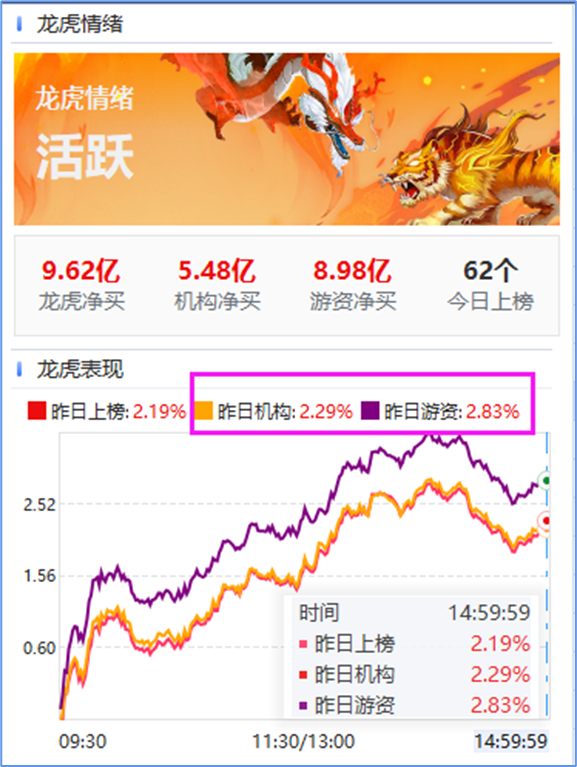 龙虎情绪
龙虎情绪
活跃
9.62亿 5.48亿 8.98亿 62个
龙虎净买 机构净买 游资净买 今日上榜
龙虎表现
昨日上榜: 2.19% 昨日机构: 2.29% 昨日游资: 2.83%
2.52
1.56
0.60
时间 14:59:59
昨日上榜 2.19%
昨日机构 2.29%
昨日游资 2.83%
09:30 11:30/13:00 14:59:59